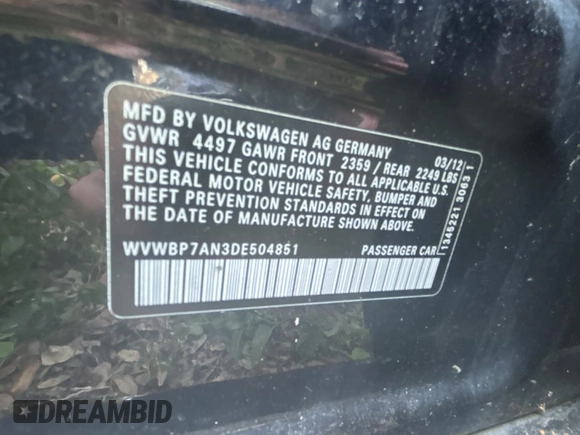 MFD BY VOLKSWAGEN AG GERMANY 03/12
GVWR 4497 GAWR FRONT 2359 / REAR 2249 LBS
THIS VEHICLE CONFORMS TO ALL APPLICABLE U.S.
FEDERAL MOTOR VEHICLE SAFETY, BUMPER AND
THEFT PREVENTION STANDARDS IN EFFECT ON
THE DATE OF MANUFACTURE SHOWN ABOVE.
WVWBP7AN3DE504851 PASSENGER CAR
1345221 3063 1
DREAMBID